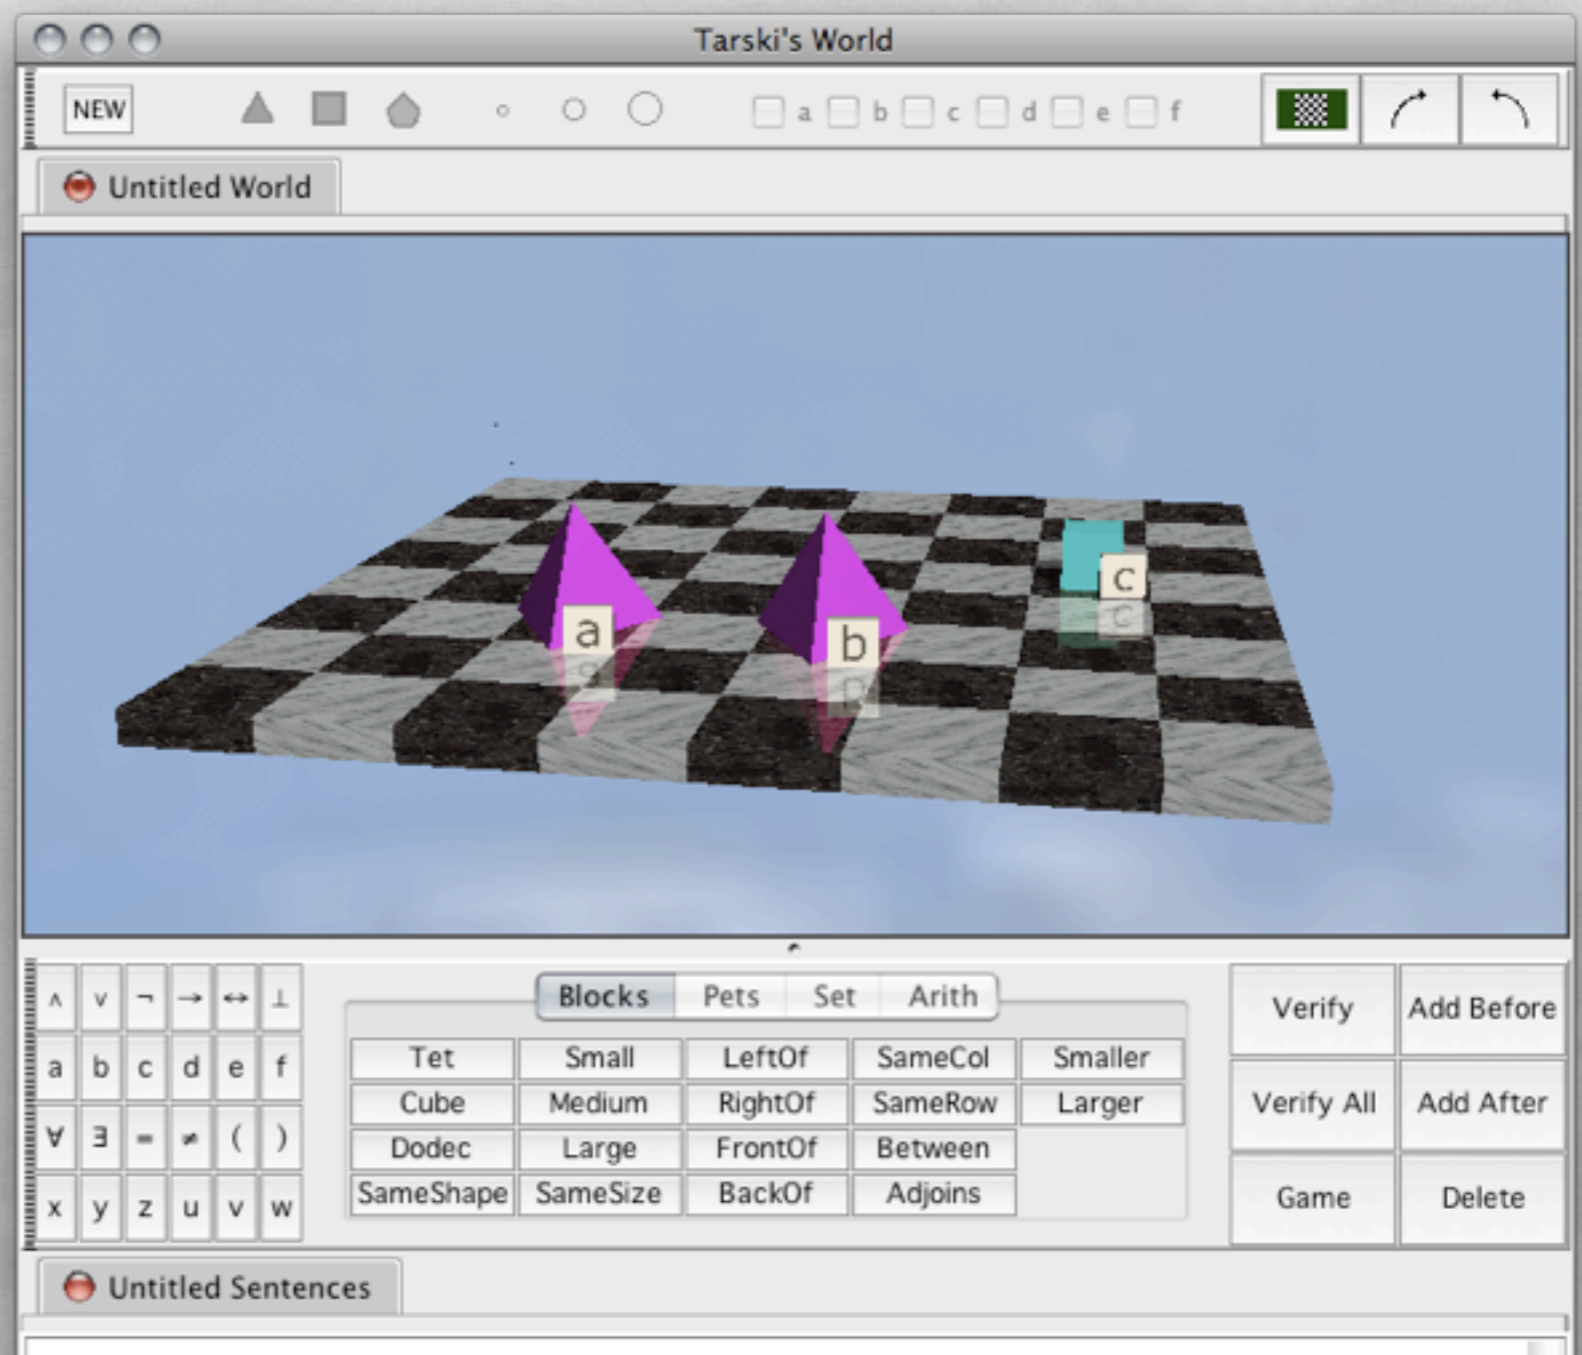 Tarski's World
NEW a b c d e f
Untitled World
c
c
a
b
∧ ∨ ¬ → ↔ ⊥
a b c d e f
∀ ∃ = ≠ ( )
x y z u v w
Blocks Pets Set Arith
Tet Small LeftOf SameCol Smaller
Cube Medium RightOf SameRow Larger
Dodec Large FrontOf Between
SameShape SameSize BackOf Adjoins
Verify Add Before
Verify All Add After
Game Delete
Untitled Sentences